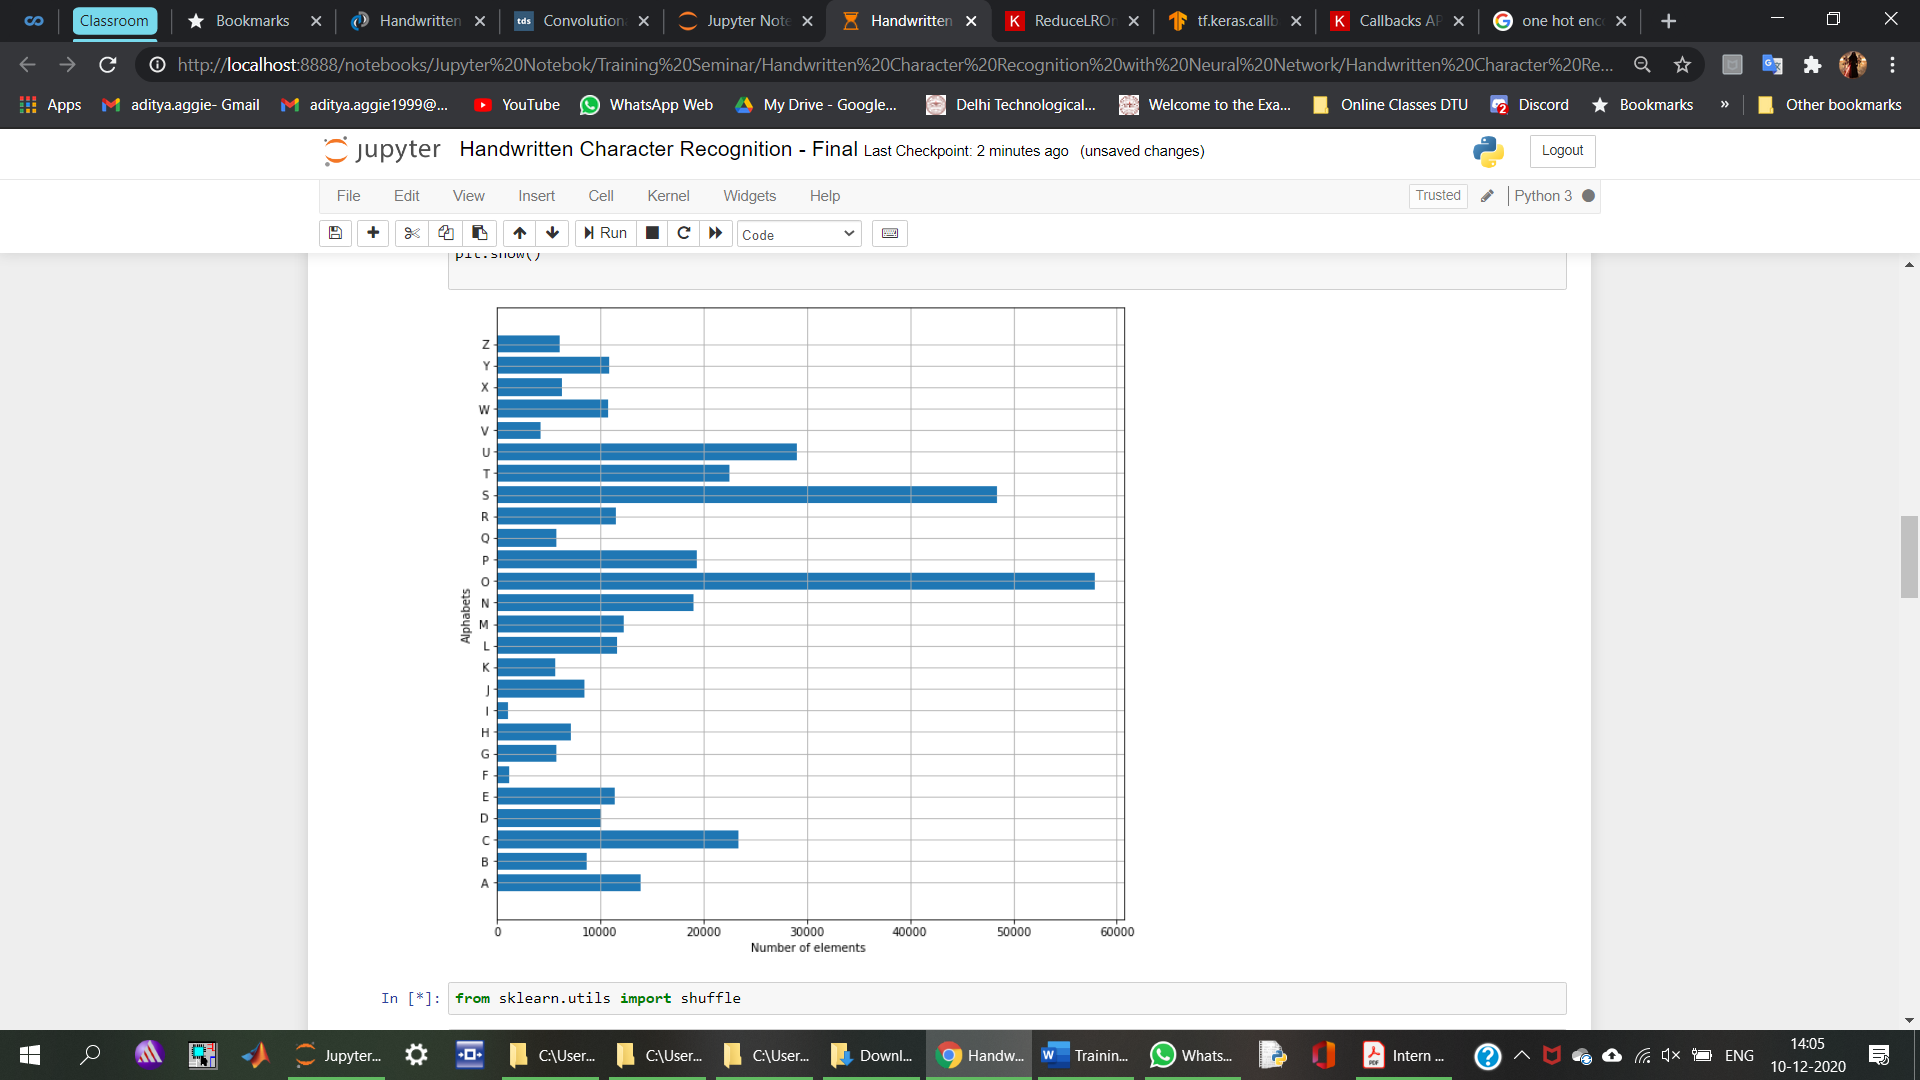 Classroom
Bookmarks
Handwritten
tds Convolution
Jupyter Note
Handwritten
K ReduceLROn
tf.keras.callb
K Callbacks AP
one hot enc
http://localhost:8888/notebooks/Jupyter%20Notebok/Training%20Seminar/Handwritten%20Character%20Recognition%20with%20Neural%20Network/Handwritten%20Character%20Re...
Apps
aditya.aggie- Gmail
aditya.aggie1999@...
YouTube
WhatsApp Web
My Drive - Google...
Delhi Technological...
Welcome to the Exa...
Online Classes DTU
2 Discord
Bookmarks
»
Other bookmarks
jupyter Handwritten Character Recognition - Final Last Checkpoint: 2 minutes ago (unsaved changes)
Logout
File Edit View Insert Cell Kernel Widgets Help
Trusted
Python 3
Run
Code
plt.show()
Z
Y
X
W
V
U
T
S
R
Q
P
O
N
M
L
K
J
I
H
G
F
E
D
C
B
A
Alphabets
0 10000 20000 30000 40000 50000 60000
Number of elements
In [*]: from sklearn.utils import shuffle
Jupyter...
C:\User...
C:\User...
C:\User...
Downl...
Handw...
Trainin...
Whats...
Intern ...
ENG
14:05
10-12-2020